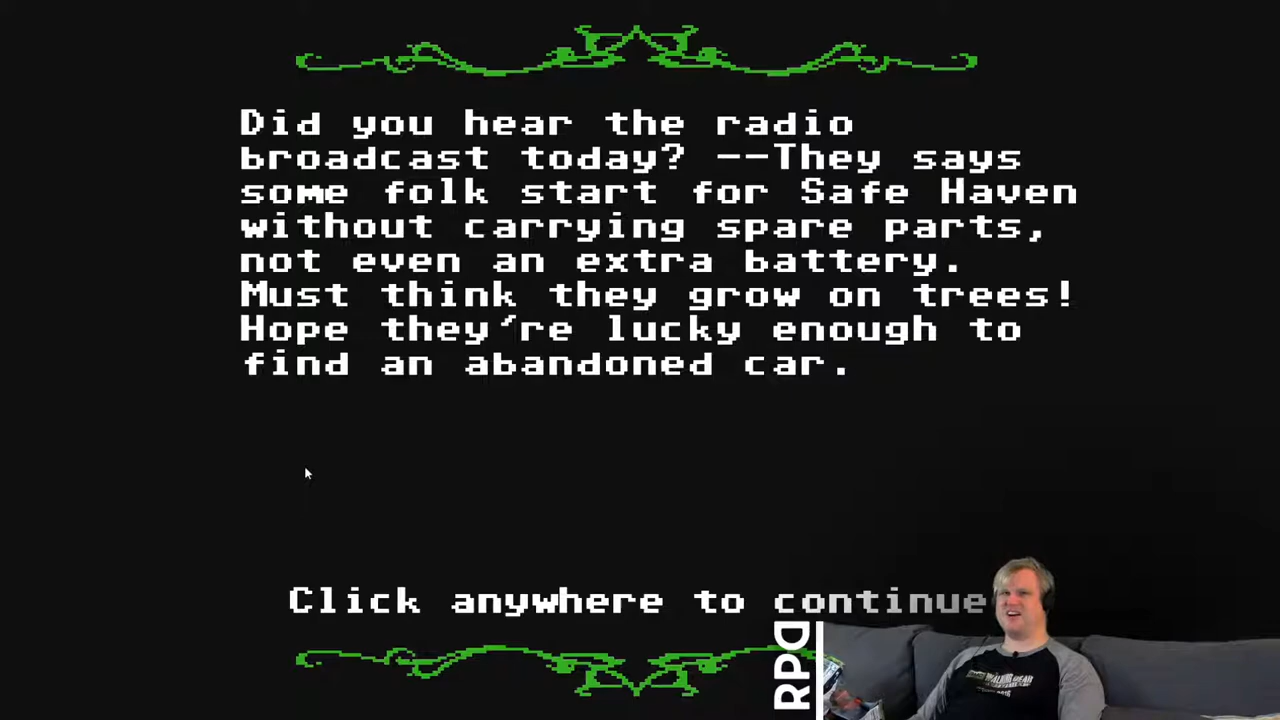 Did you hear the radio
broadcast today? --They says
some folk start for Safe Haven
without carrying spare parts,
not even an extra battery.
Must think they grow on trees!
Hope they're lucky enough to
find an abandoned car.
Click anywhere to continue
RPD